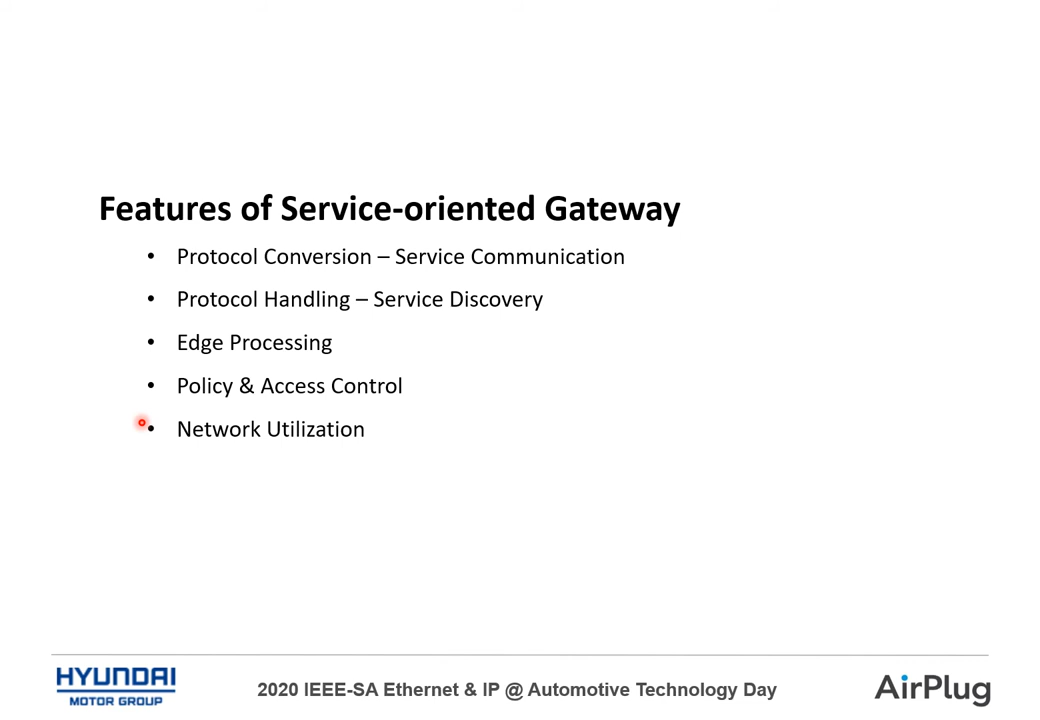 Features of Service-oriented Gateway
• Protocol Conversion – Service Communication
• Protocol Handling – Service Discovery
• Edge Processing
• Policy & Access Control
• Network Utilization
HYUNDAI
MOTOR GROUP
2020 IEEE-SA Ethernet & IP @ Automotive Technology Day
AirPlug